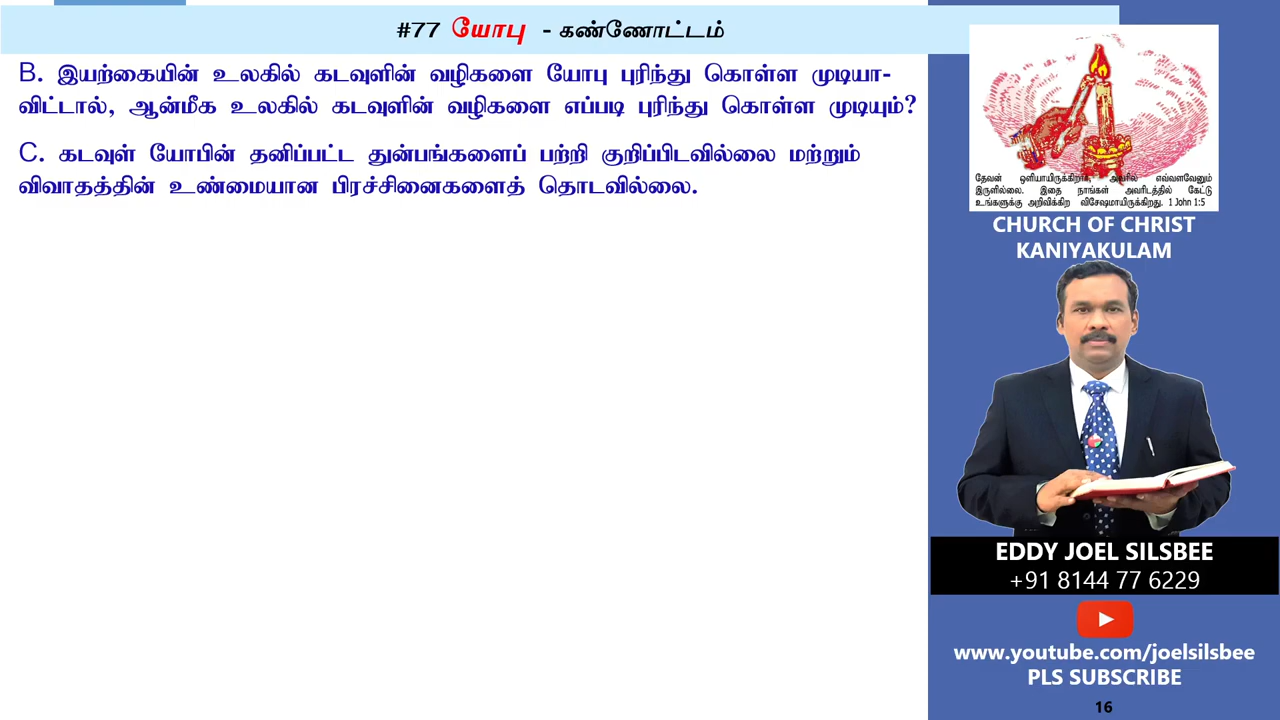 #77 யோபு - கண்ணோட்டம்
B. இயற்கையின் உலகில் கடவுளின் வழிகளை யோபு புரிந்து கொள்ள முடியா-
விட்டால், ஆன்மீக உலகில் கடவுளின் வழிகளை எப்படி புரிந்து கொள்ள முடியும்?
C. கடவுள் யோபின் தனிப்பட்ட துன்பங்களைப் பற்றி குறிப்பிடவில்லை மற்றும்
விவாதத்தின் உண்மையான பிரச்சினைகளைத் தொடவில்லை.
தேவன் ஒளியாயிருக்கிறார், அவரில் எவ்வளவேனும்
இருளில்லை. இதை நாங்கள் அவரிடத்தில் கேட்டு
உங்களுக்கு அறிவிக்கிற விசேஷமாயிருக்கிறது. 1 John 1:5
CHURCH OF CHRIST
KANIYAKULAM
EDDY JOEL SILSBEE
+91 8144 77 6229
www.youtube.com/joelsilsbee
PLS SUBSCRIBE
16